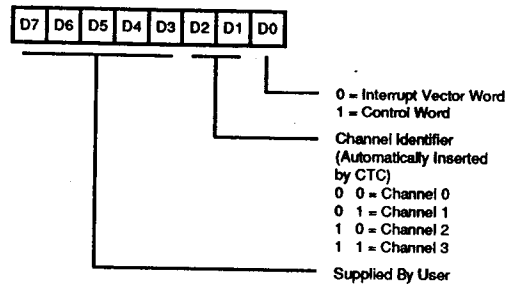 D7 D6 D5 D4 D3 D2 D1 D0
0 = Interrupt Vector Word
1 = Control Word
Channel Identifier
(Automatically Inserted
by CTC)
0 0 = Channel 0
0 1 = Channel 1
1 0 = Channel 2
1 1 = Channel 3
Supplied By User